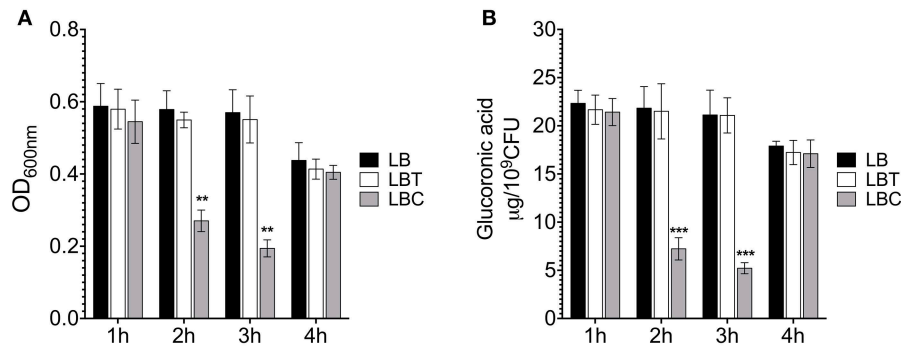 A
OD600nm
0.8
0.6
0.4
0.2
0.0
**
**
1h 2h 3h 4h
LB
LBT
LBC
B
Glucoronic acid
µg/10⁹CFU
30
25
20
15
10
5
0
***
***
1h 2h 3h 4h
LB
LBT
LBC